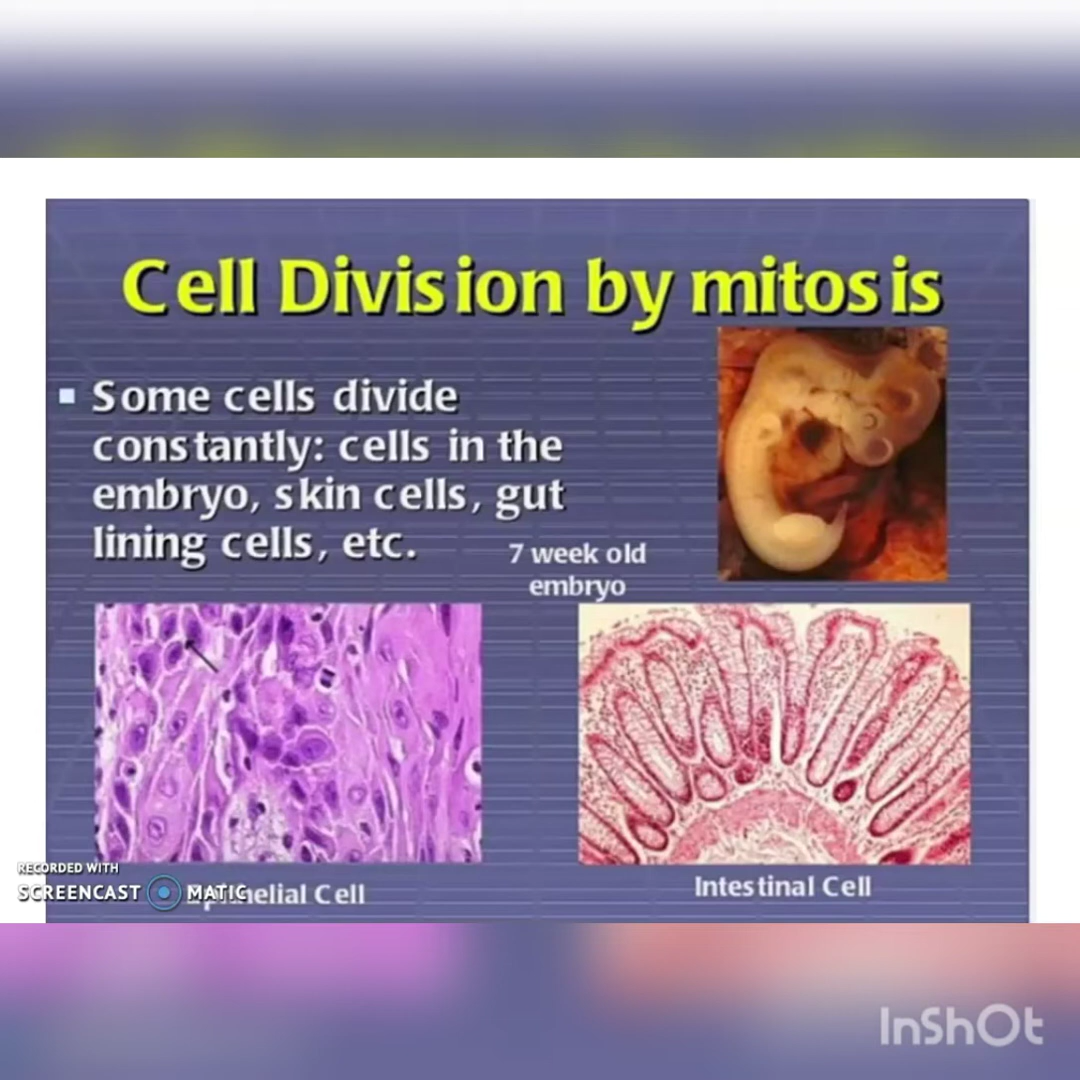 Cell Division by mitosis
Some cells divide
constantly: cells in the
embryo, skin cells, gut
lining cells, etc.
7 week old
embryo
RECORDED WITH
SCREENCAST MATIC
Cell
Intestinal Cell
InShOt